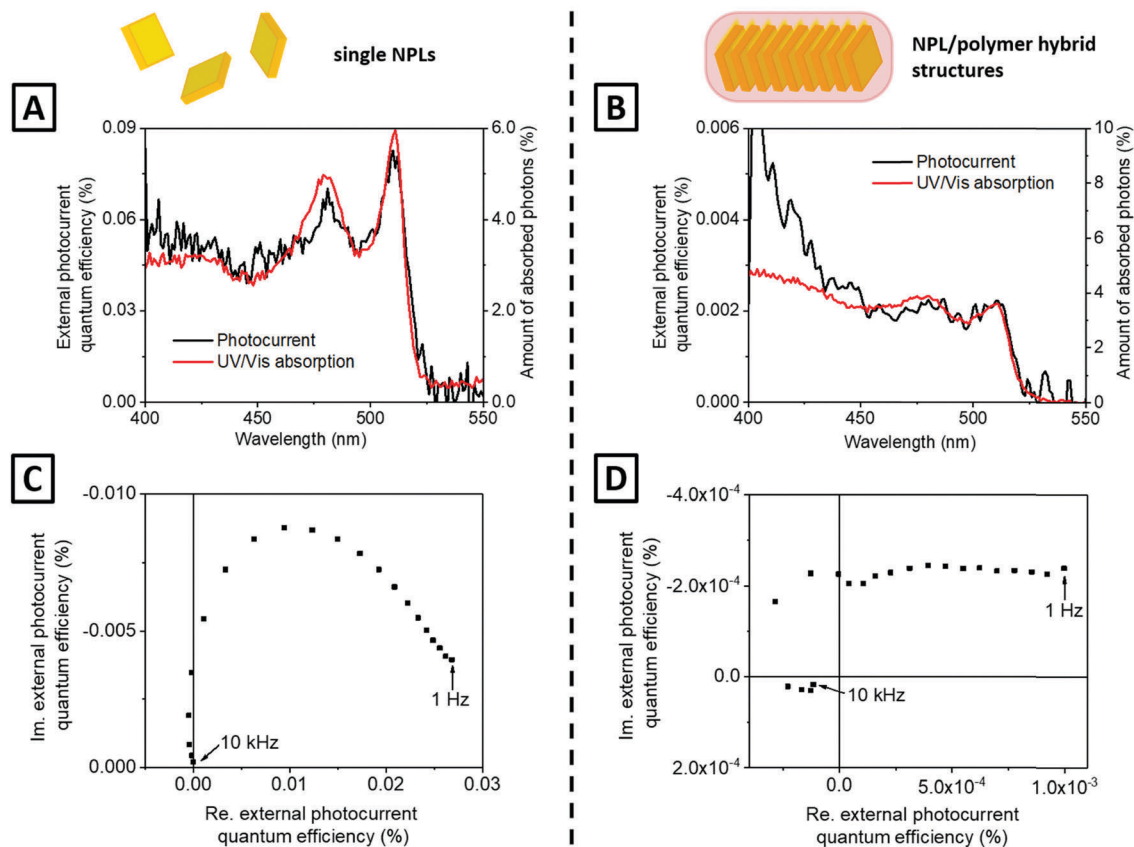 single NPLs
NPL/polymer hybrid
structures
A
External photocurrent
quantum efficiency (%)
0.09
0.06
0.03
0.00
6.0
4.0
2.0
0.0
Amount of absorbed photons (%)
Photocurrent
UV/Vis absorption
400
450
500
550
Wavelength (nm)
B
External photocurrent
quantum efficiency (%)
0.006
0.004
0.002
0.000
10
8
6
4
2
0
Amount of absorbed photons (%)
Photocurrent
UV/Vis absorption
400
450
500
550
Wavelength (nm)
C
Im. external photocurrent
quantum efficiency (%)
-0.010
-0.005
0.000
10 kHz
1 Hz
0.00
0.01
0.02
0.03
Re. external photocurrent
quantum efficiency (%)
D
Im. external photocurrent
quantum efficiency (%)
-4.0x10⁻⁴
-2.0x10⁻⁴
0.0
2.0x10⁻⁴
1 Hz
10 kHz
0.0
5.0x10⁻⁴
1.0x10⁻³
Re. external photocurrent
quantum efficiency (%)